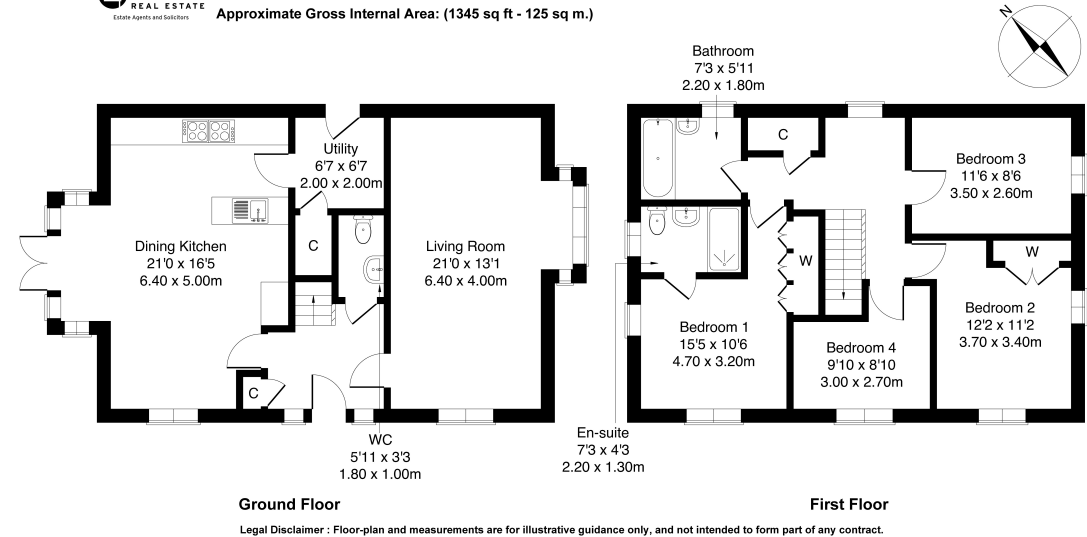 REAL ESTATE
Estate Agents and Solicitors
Approximate Gross Internal Area: (1345 sq ft - 125 sq m.)
N
Bathroom
7'3 x 5'11
2.20 x 1.80m
Utility
6'7 x 6'7
2.00 x 2.00m
C
Dining Kitchen
21'0 x 16'5
6.40 x 5.00m
C
Living Room
21'0 x 13'1
6.40 x 4.00m
C
WC
5'11 x 3'3
1.80 x 1.00m
Bedroom 3
11'6 x 8'6
3.50 x 2.60m
W
W
Bedroom 1
15'5 x 10'6
4.70 x 3.20m
Bedroom 4
9'10 x 8'10
3.00 x 2.70m
Bedroom 2
12'2 x 11'2
3.70 x 3.40m
En-suite
7'3 x 4'3
2.20 x 1.30m
Ground Floor
First Floor
Legal Disclaimer : Floor-plan and measurements are for illustrative guidance only, and not intended to form part of any contract.